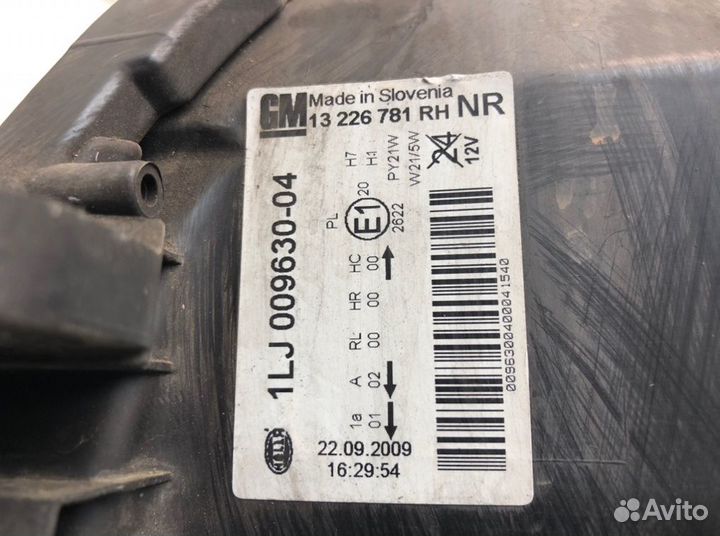 GM Made in Slovenia
13 226 781 RH NR
1LJ 009630-04
H7 H1 PY21W W21/5W
24
12V
PL E1 20
2622
1a A RL HR HC
01 02 00 00 00
00963004000041540
HELLA
22.09.2009
16:29:54
Avito